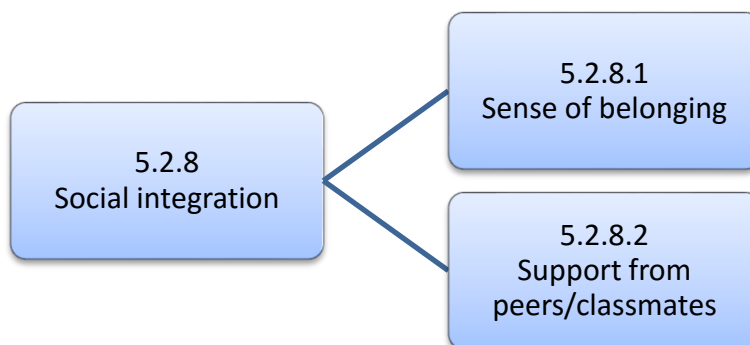 5.2.8
Social integration
5.2.8.1
Sense of belonging
5.2.8.2
Support from
peers/classmates